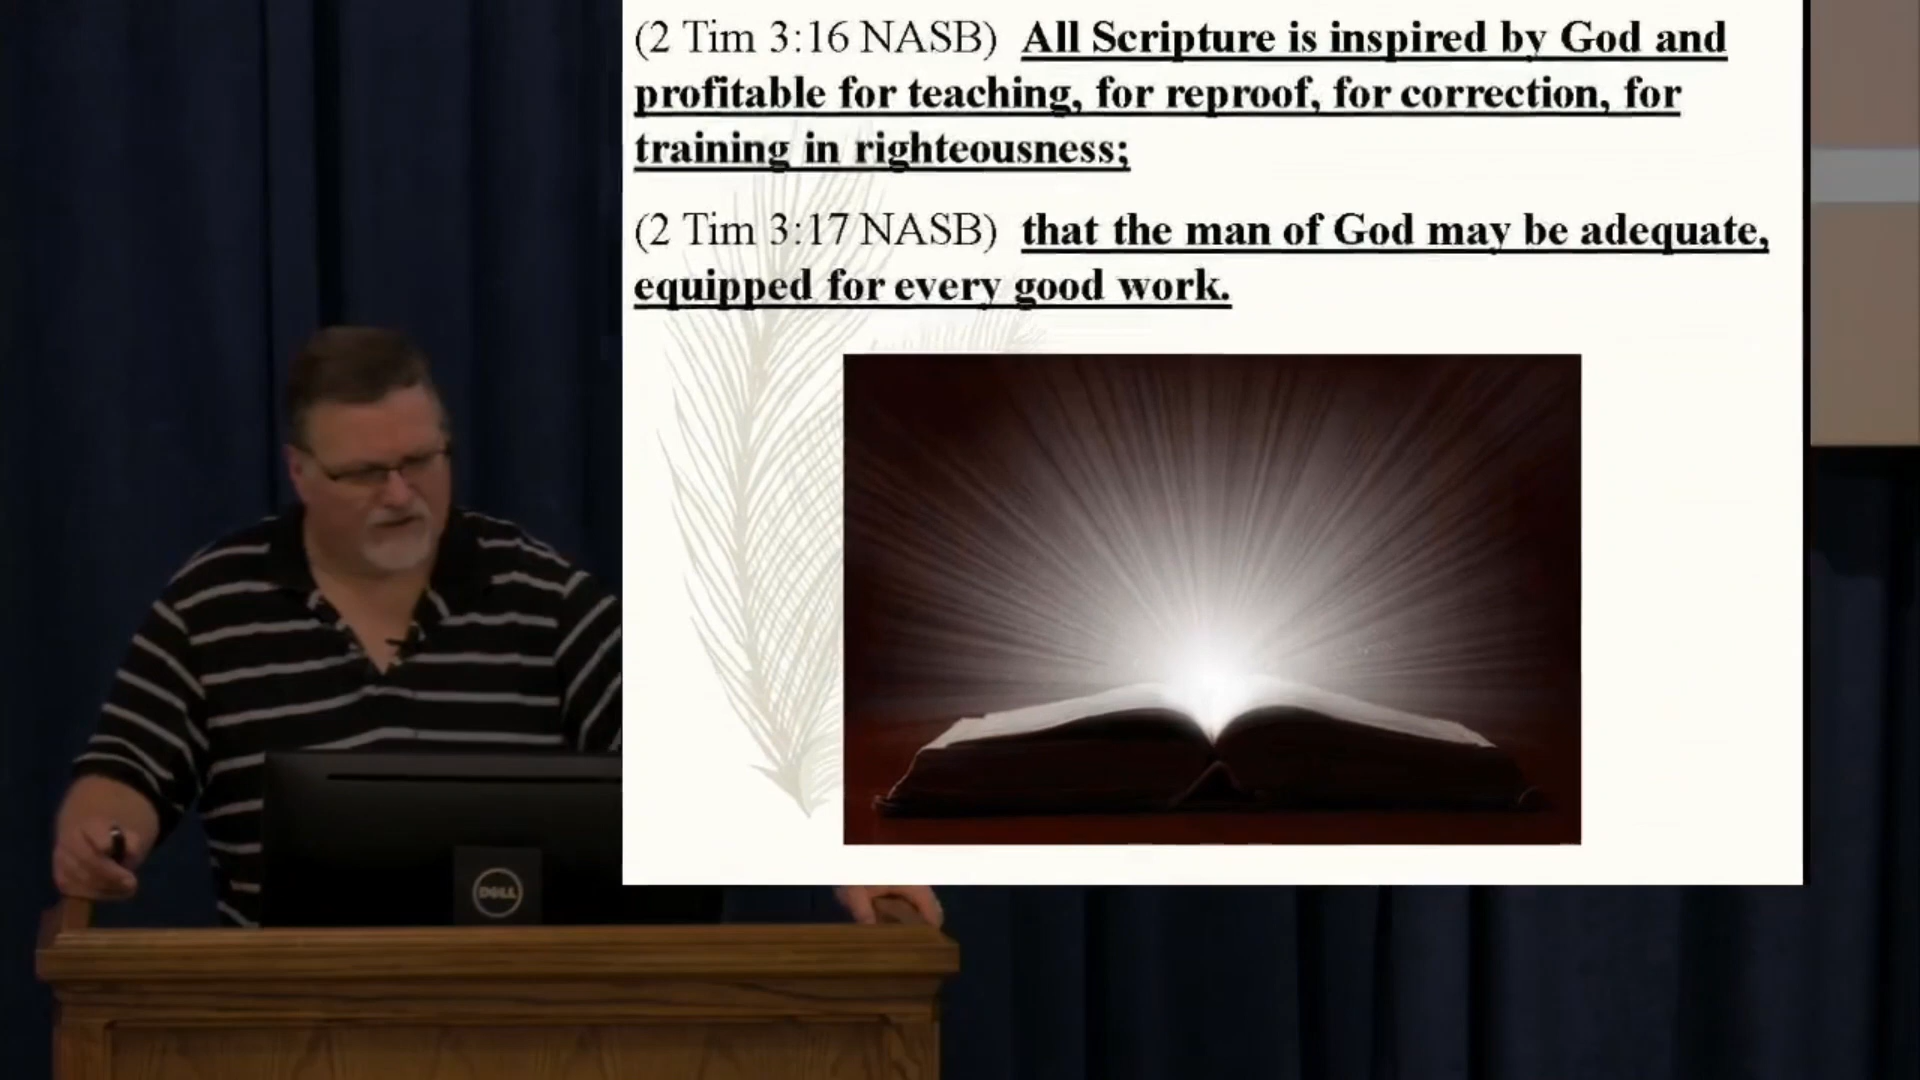 (2 Tim 3:16 NASB) All Scripture is inspired by God and
profitable for teaching, for reproof, for correction, for
training in righteousness;
(2 Tim 3:17 NASB) that the man of God may be adequate,
equipped for every good work.
DELL